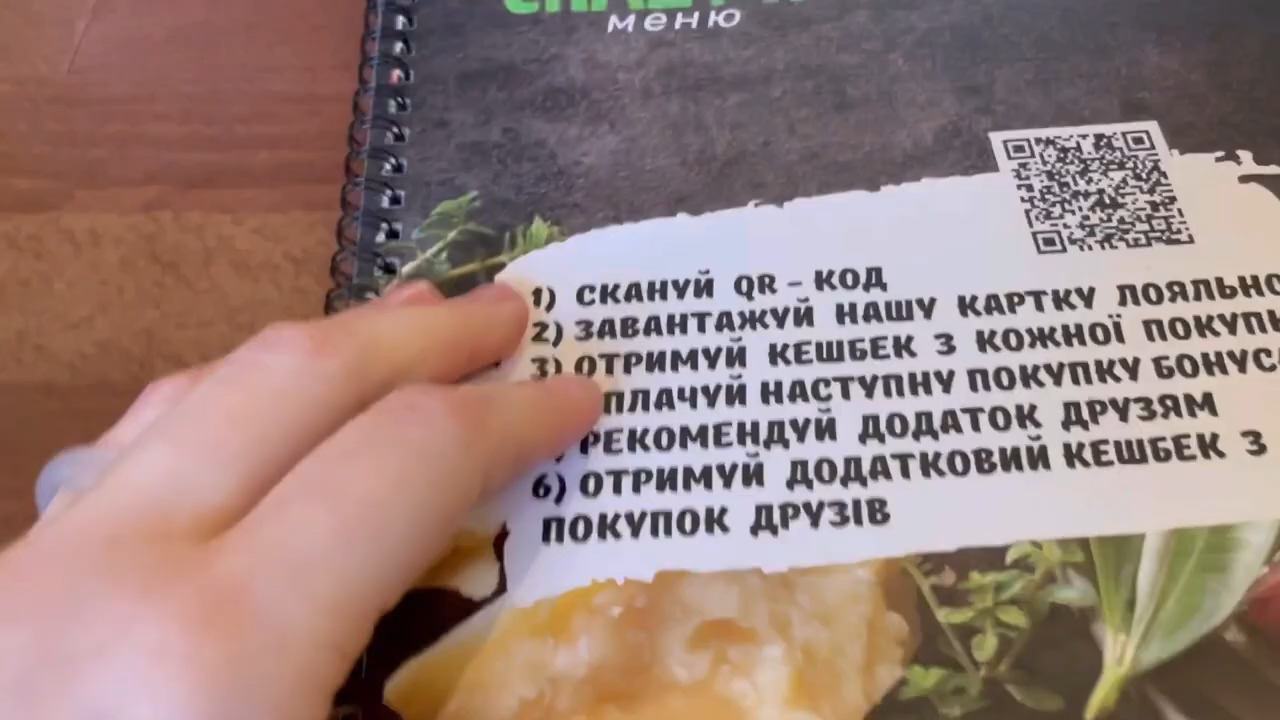 меню
1) СКАНУЙ QR – КОД
2) ЗАВАНТАЖУЙ НАШУ КАРТКУ
3) ОТРИМУЙ КЕШБЕК З КОЖНОЇ
НАСТУПНУ ПОКУПКУ
РЕКОМЕНДУЙ ДОДАТОК ДРУЗЯМ
6) ОТРИМУЙ ДОДАТКОВИЙ КЕШБЕК З
ПОКУПОК ДРУЗІВ